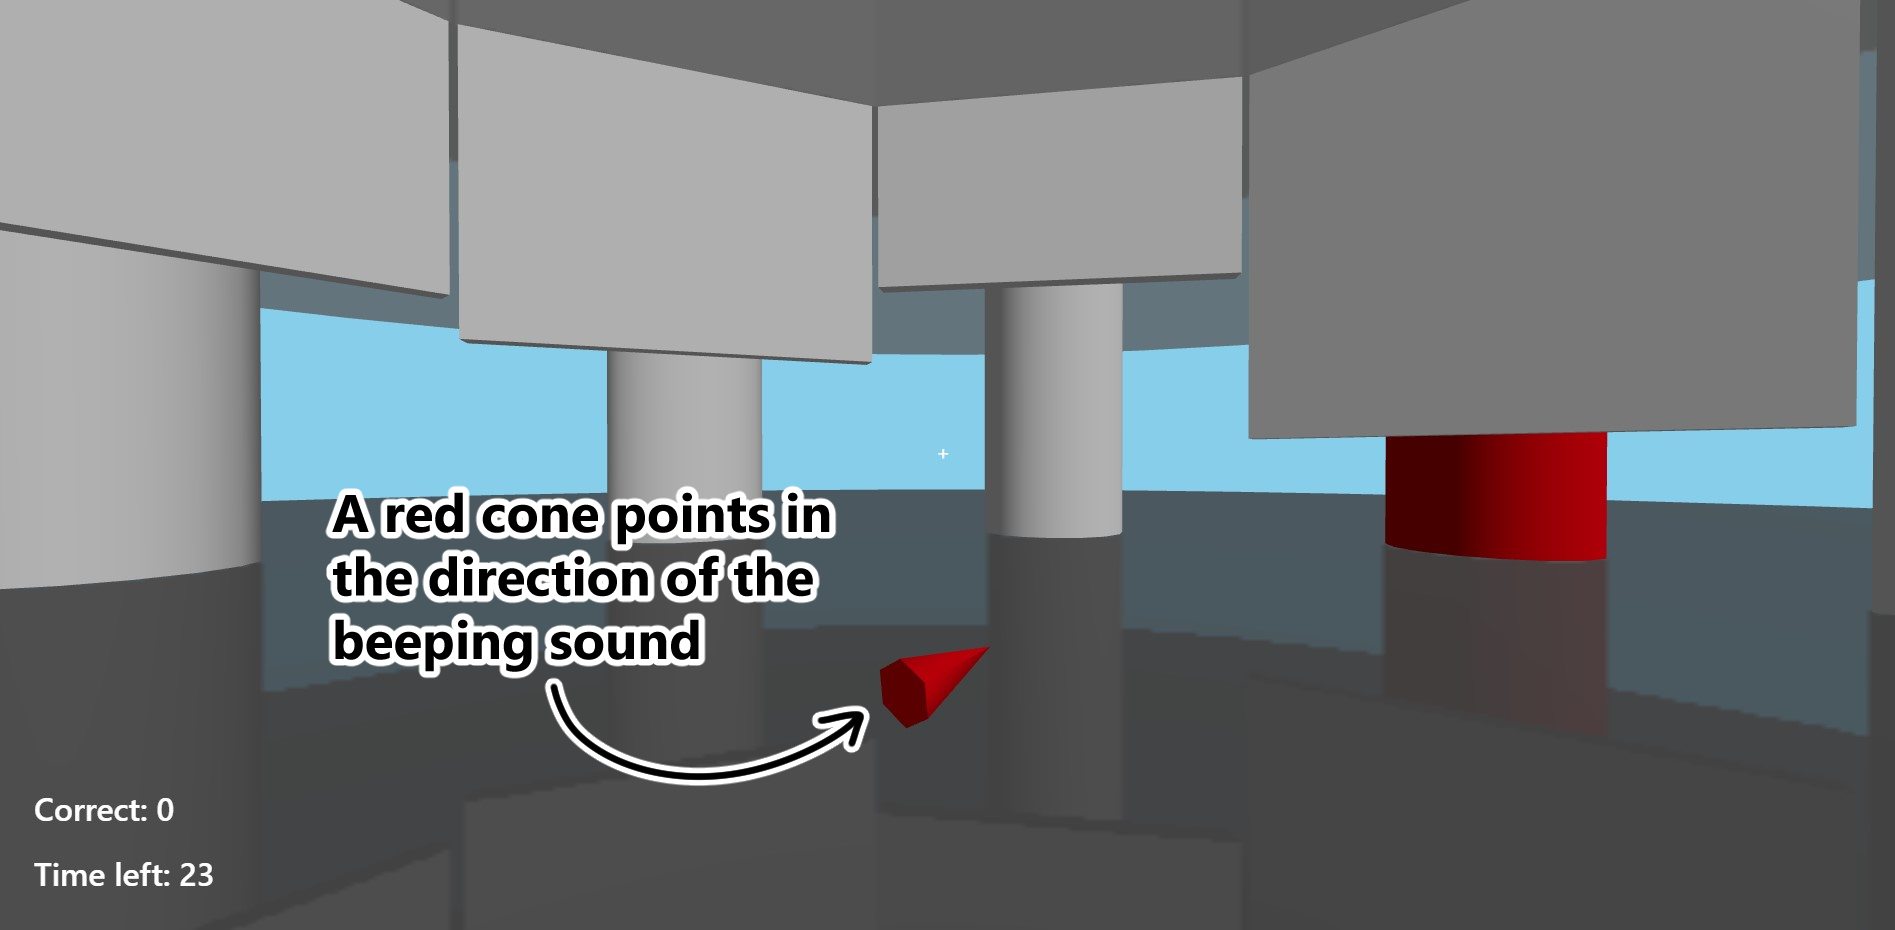 A red cone points in
the direction of the
beeping sound
Correct: 0
Time left: 23